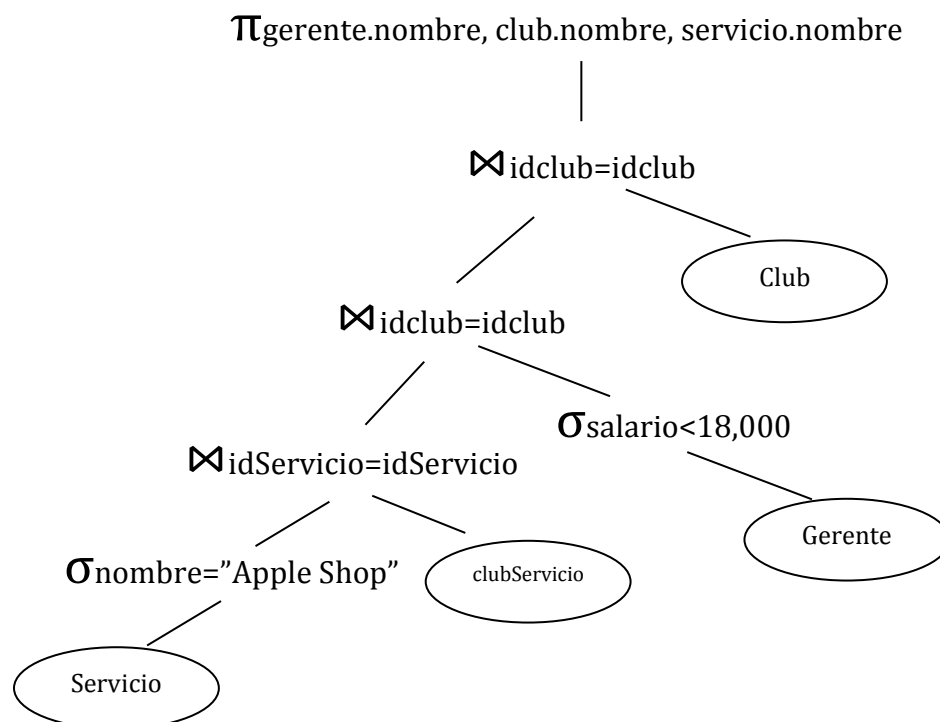 πgerente.nombre, club.nombre, servicio.nombre
⋈ idclub=idclub
Club
⋈ idclub=idclub
σsalario<18,000
⋈ idServicio=idServicio
Gerente
σnombre=”Apple Shop”
clubServicio
Servicio